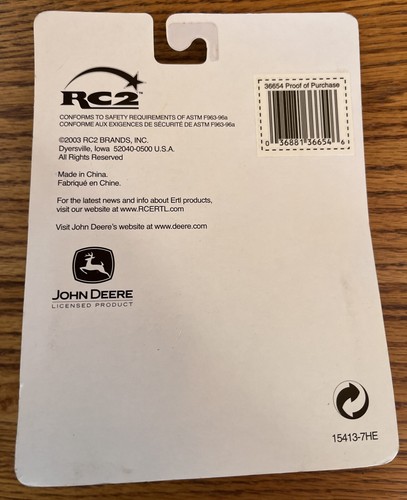 RC2™
36654 Proof of Purchase
0 36881 36654 6
CONFORMS TO SAFETY REQUIREMENTS OF ASTM F963-96a
CONFORME AUX EXIGENCES DE SÉCURITÉ DE ASTM F963-96a
©2003 RC2 BRANDS, INC.
Dyersville, Iowa 52040-0500 U.S.A.
All Rights Reserved
Made in China.
Fabriqué en Chine.
For the latest news and info about Ertl products,
visit our website at www.RCERTL.com
Visit John Deere's website at www.deere.com
JOHN DEERE
LICENSED PRODUCT
15413-7HE